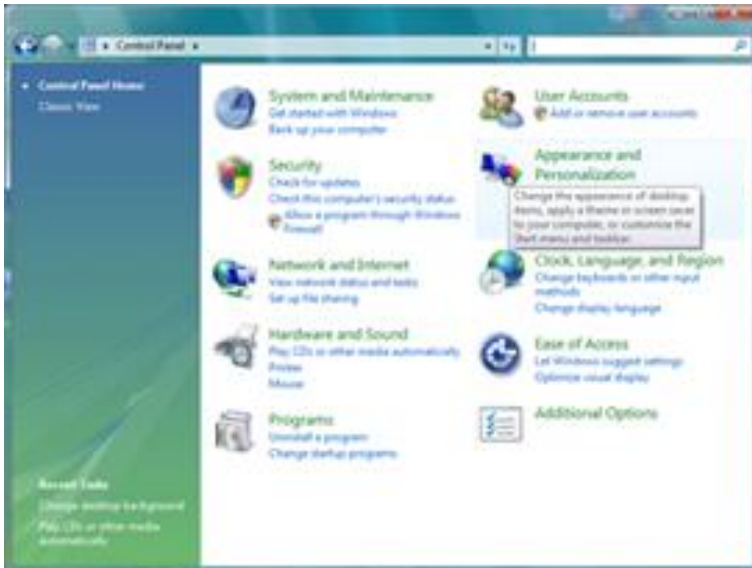 Control Panel
Control Panel Home
Classic View
System and Maintenance
Get started with Windows
Back up your computer
Security
Check for updates
Check this computer's security status
Allow a program through Windows
Firewall
Network and Internet
View network status and tasks
Set up file sharing
Hardware and Sound
Play CDs or other media automatically
Printer
Mouse
Programs
Uninstall a program
Change startup programs
User Accounts
Add or remove user accounts
Appearance and
Personalization
Change the appearance of desktop
items, apply a theme or screen saver
to your computer, or customize the
Start menu and taskbar.
Clock, Language, and Region
Change keyboards or other input
methods
Change display language
Ease of Access
Let Windows suggest settings
Optimize visual display
Additional Options
Recent Tasks
Change desktop background
Play CDs or other media
automatically